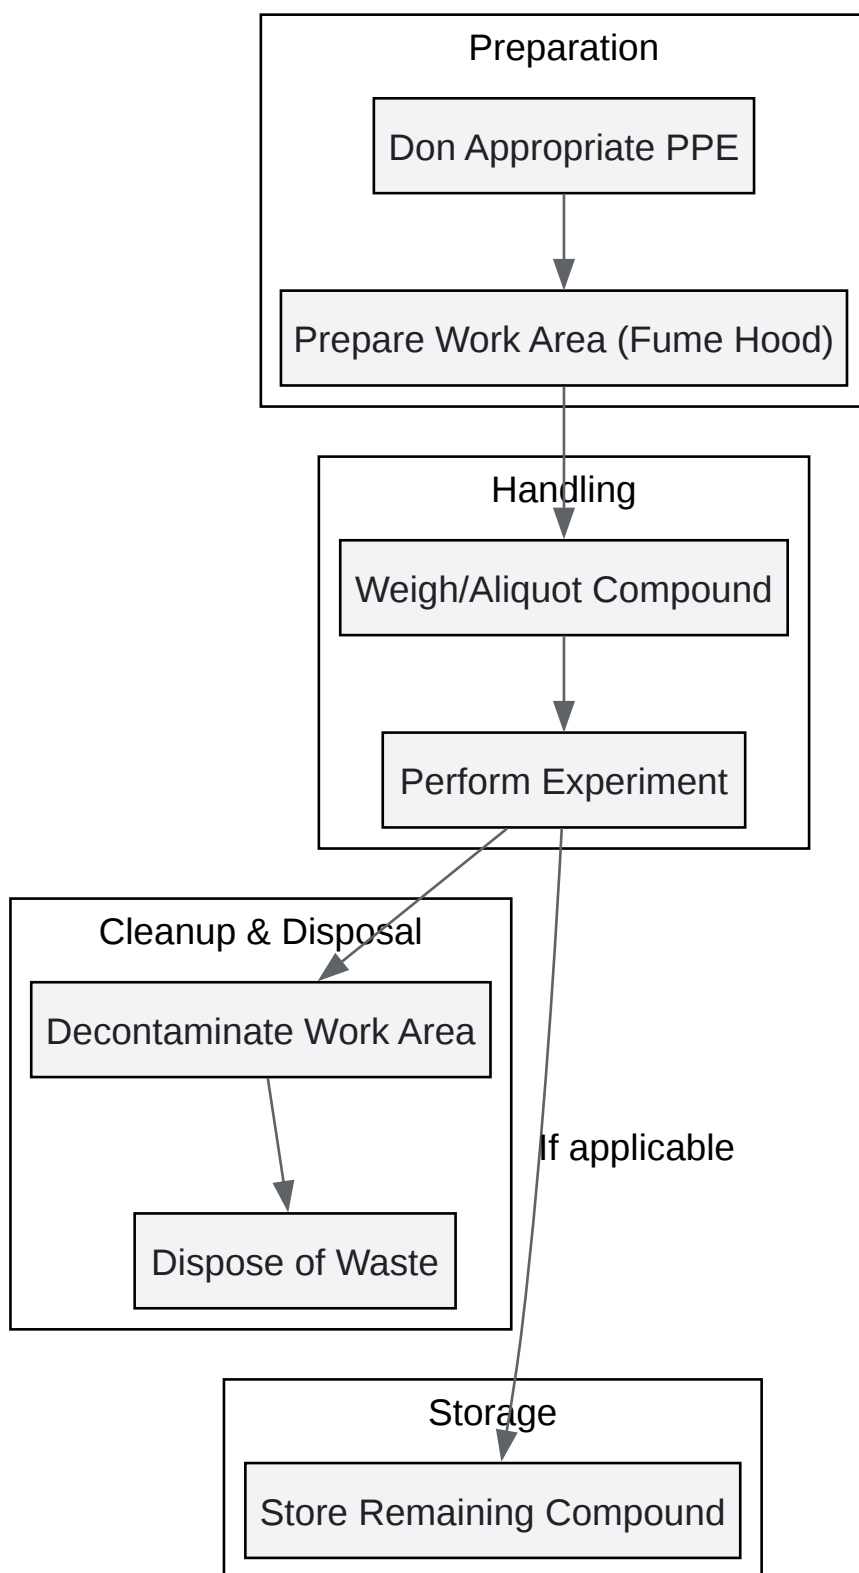 Preparation
Don Appropriate PPE
Prepare Work Area (Fume Hood)
Handling
Weigh/Aliquot Compound
Perform Experiment
Cleanup & Disposal
Decontaminate Work Area
If applicable
Dispose of Waste
Storage
Store Remaining Compound